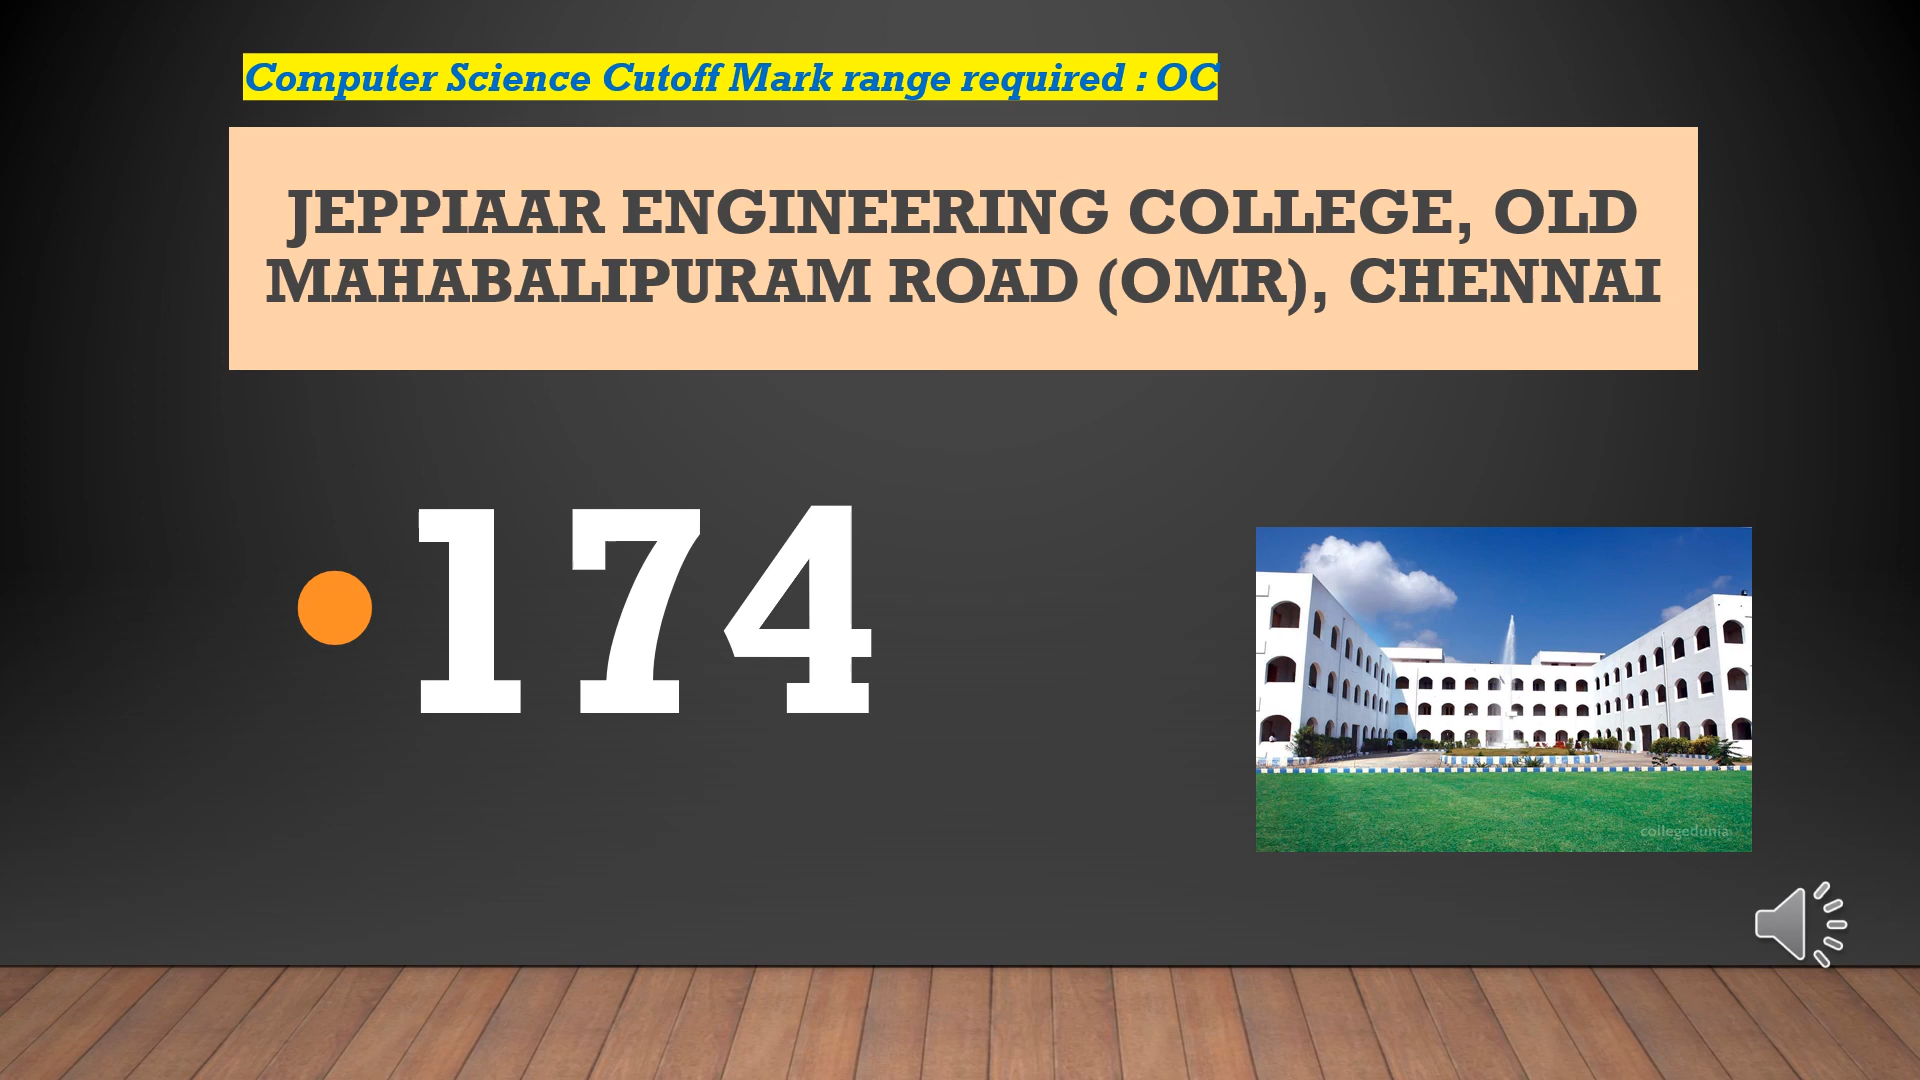 Computer Science Cutoff Mark range required : OC
JEPPIAAR ENGINEERING COLLEGE, OLD
MAHABALIPURAM ROAD (OMR), CHENNAI
174
collegedunia